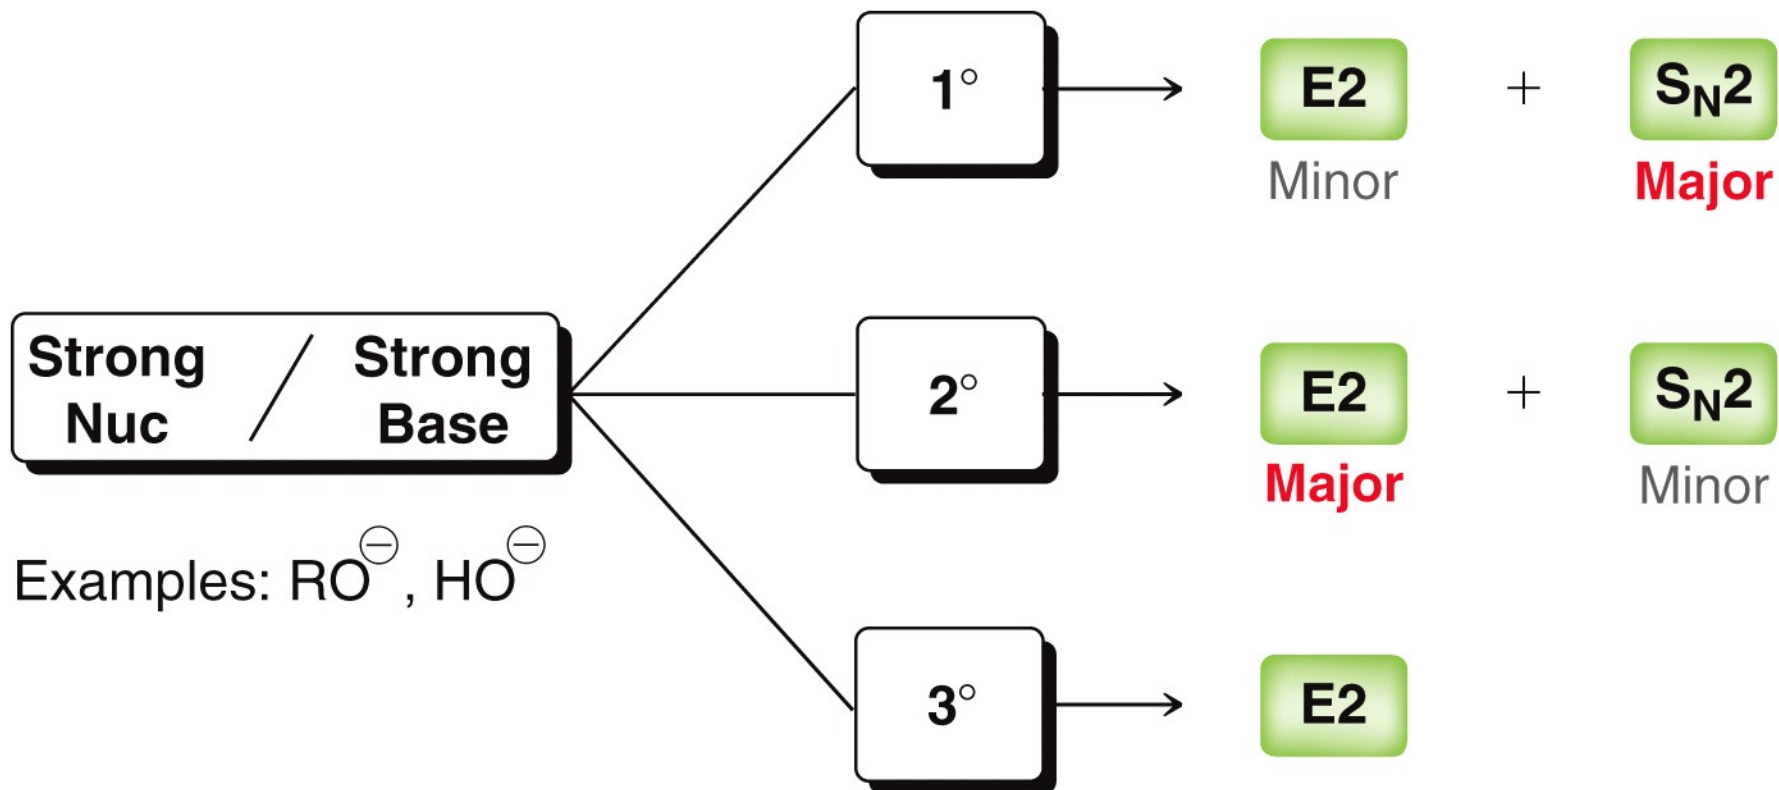 1° E2 + SN2
Minor Major
Strong / Strong
Nuc Base
2° E2 + SN2
Major Minor
Examples: RO⊖, HO⊖
3° E2